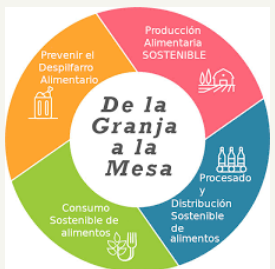 De la
Granja
a la
Mesa
Producción
Alimentaria
SOSTENIBLE
Procesado
y
Distribución
Sostenible
de
alimentos
Consumo
Sostenible de
alimentos
Prevenir el
Despilfarro
Alimentario